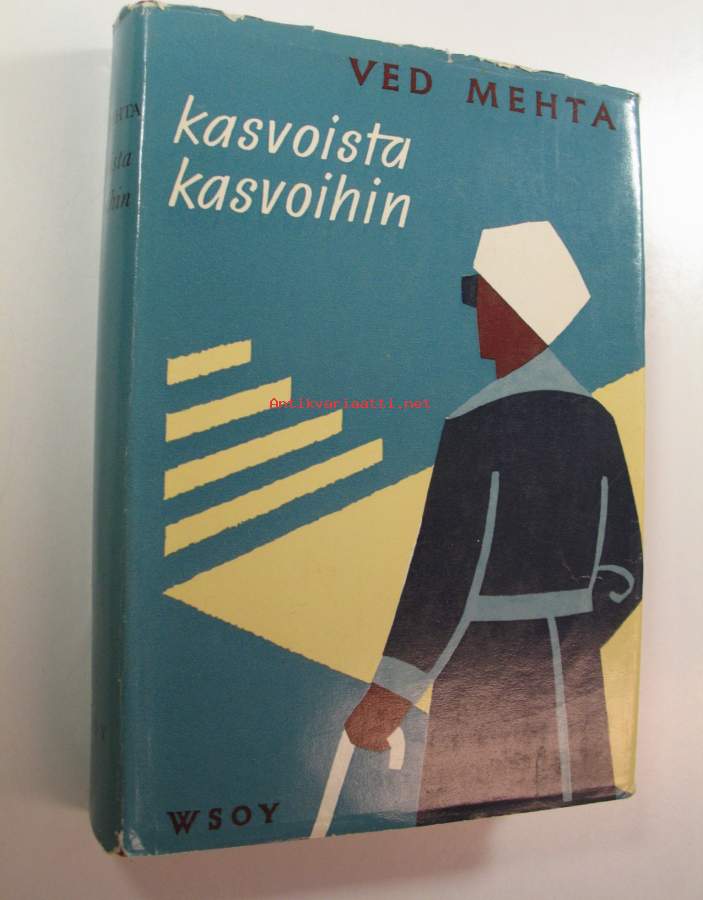 VED MEHTA
kasvoista
kasvoihin
Antikvariaatti.net
WSOY